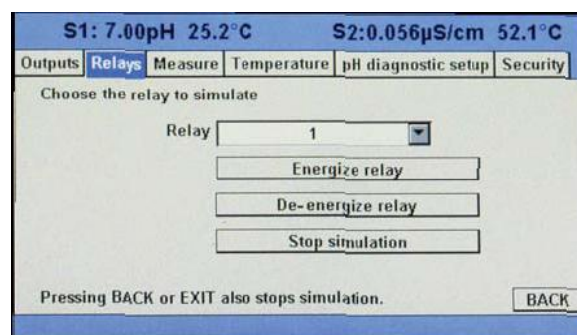 S1: 7.00pH 25.2°C S2:0.056µS/cm 52.1°C
Outputs Relays Measure Temperature pH diagnostic setup Security
Choose the relay to simulate
Relay 1
Energize relay
De-energize relay
Stop simulation
Pressing BACK or EXIT also stops simulation.
BACK